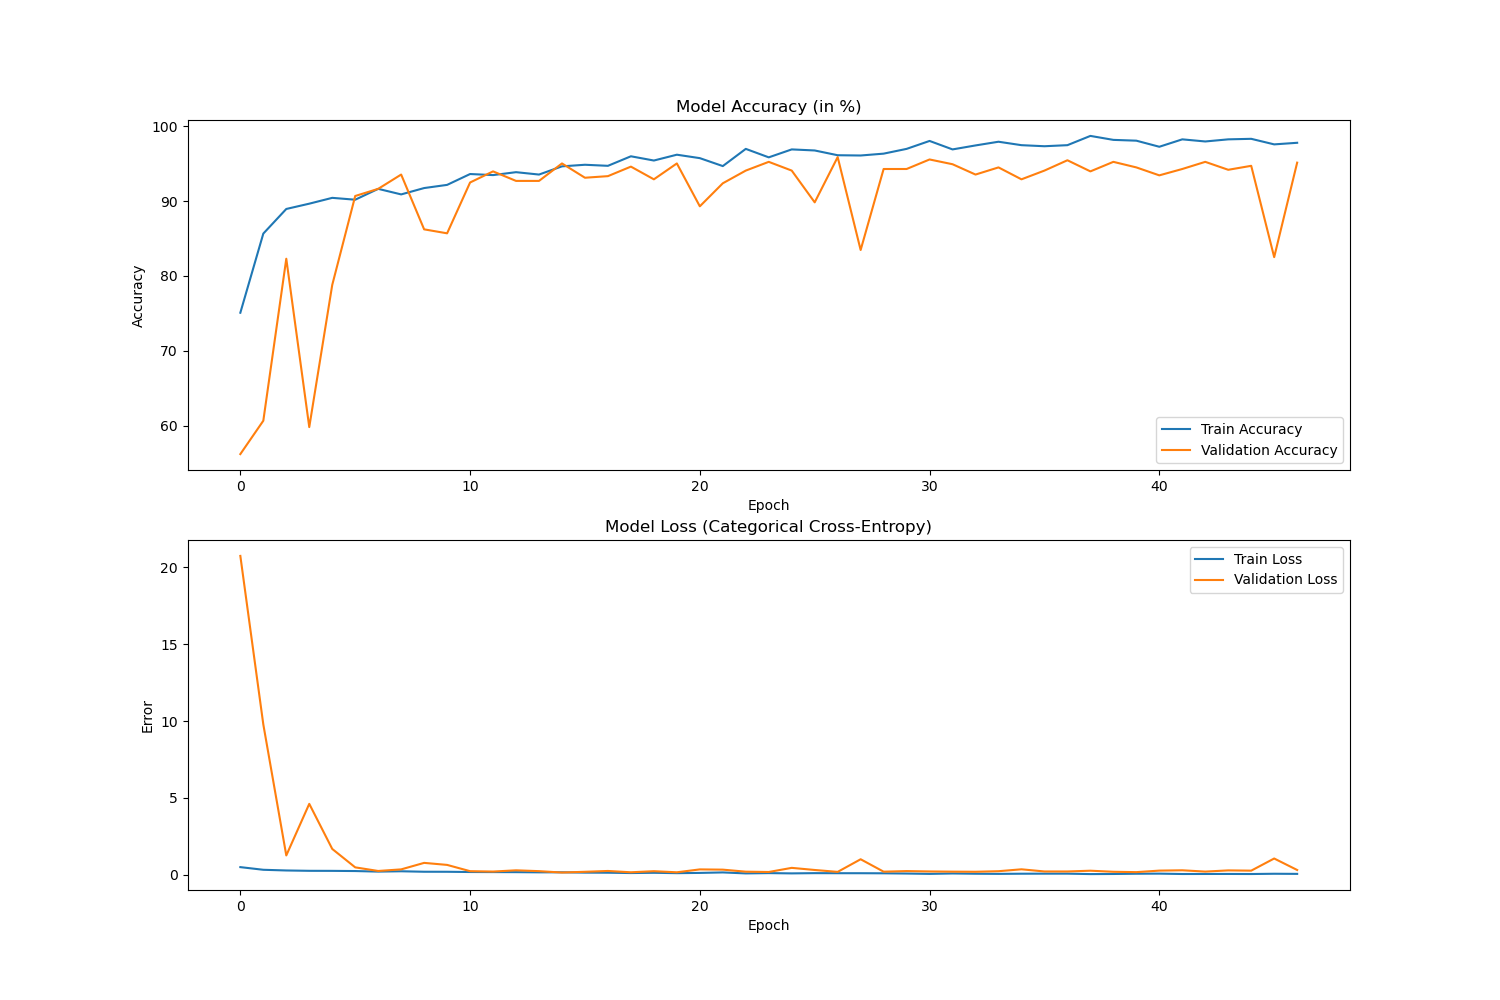 Model Accuracy (in %)
100
90
80
70
60
Accuracy
Train Accuracy
Validation Accuracy
0 10 20 30 40
Epoch
Model Loss (Categorical Cross-Entropy)
20
15
10
5
0
Error
Train Loss
Validation Loss
0 10 20 30 40
Epoch